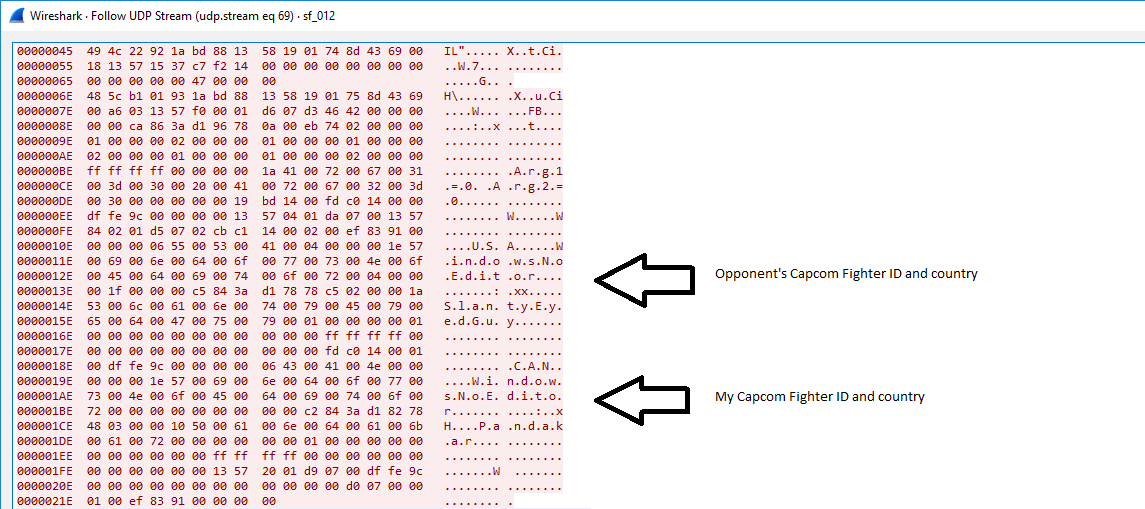 Wireshark · Follow UDP Stream (udp.stream eq 69) · sf_012
00000045 49 4c 22 92 1a bd 88 13 58 19 01 74 8d 43 69 00 IL"..... X..t.Ci.
00000055 18 13 57 15 37 c7 f2 14 00 00 00 00 00 00 00 00 ..W.7... ........
00000065 00 00 00 00 00 47 00 00 00 00 .....G.. .
0000006E 48 5c b1 01 93 1a bd 88 13 58 19 01 75 8d 43 69 H\...... .X..u.Ci
0000007E 00 a6 03 13 57 f0 00 01 d6 07 d3 46 42 00 00 00 ....W... ...FB...
0000008E 00 00 ca 86 3a d1 96 78 0a 00 eb 74 02 00 00 00 ....:..x ...t....
0000009E 01 00 00 00 02 00 00 00 01 00 00 00 01 00 00 00 ........ ........
000000AE 02 00 00 00 01 00 00 00 01 00 00 00 02 00 00 00 ........ ........
000000BE ff ff ff ff 00 00 00 00 1a 41 00 72 00 67 00 31 ........ .A.r.g.1
000000CE 00 3d 00 30 00 20 00 41 00 72 00 67 00 32 00 3d .=.0. .A .r.g.2.=
000000DE 00 30 00 00 00 00 00 19 bd 14 00 fd c0 14 00 00 .0...... ........
000000EE df fe 9c 00 00 00 00 13 57 04 01 da 07 00 13 57 ........ W......W
000000FE 84 02 01 d5 07 02 cb c1 14 00 02 00 ef 83 91 00 ........ ........
0000010E 00 00 00 06 55 00 53 00 41 00 04 00 00 00 1e 57 ....U.S. A......W
0000011E 00 69 00 6e 00 64 00 6f 00 77 00 73 00 4e 00 6f .i.n.d.o .w.s.N.o
0000012E 00 45 00 64 00 69 00 74 00 6f 00 72 00 04 00 00 .E.d.i.t .o.r....
0000013E 00 1f 00 00 00 c5 84 3a d1 78 78 c5 02 00 00 1a .......: .xx.....
0000014E 53 00 6c 00 61 00 6e 00 74 00 79 00 45 00 79 00 S.l.a.n. t.y.E.y.
0000015E 65 00 64 00 47 00 75 00 79 00 01 00 00 00 00 01 e.d.G.u. y.......
0000016E 00 00 00 00 00 00 00 00 00 00 00 ff ff ff ff 00 ........ ........
0000017E 00 00 00 00 00 00 00 00 00 00 00 fd c0 14 00 01 ........ ........
0000018E 00 df fe 9c 00 00 00 00 06 43 00 41 00 4e 00 00 ........ .C.A.N..
0000019E 00 00 00 1e 57 00 69 00 6e 00 64 00 6f 00 77 00 ....W.i. n.d.o.w.
000001AE 73 00 4e 00 6f 00 45 00 64 00 69 00 74 00 6f 00 s.N.o.E. d.i.t.o.
000001BE 72 00 00 00 00 00 00 00 00 c2 84 3a d1 82 78 r....... ...:..x
000001CE 48 03 00 00 10 50 00 61 00 6e 00 64 00 61 00 6b H....P.a .n.d.a.k
000001DE 00 61 00 72 00 00 00 00 00 00 00 01 00 00 00 00 .a.r.... ........
000001EE 00 00 00 00 00 00 ff ff ff ff 00 00 00 00 00 00 ........ ........
000001FE 00 00 00 00 00 00 00 13 57 20 01 d9 07 00 df fe 9c .......W .......
0000020E 00 00 00 00 00 00 00 00 00 00 00 00 d0 07 00 00 ........ ........
0000021E 01 00 ef 83 91 00 00 00 00 00 ........ .
Opponent's Capcom Fighter ID and country
My Capcom Fighter ID and country